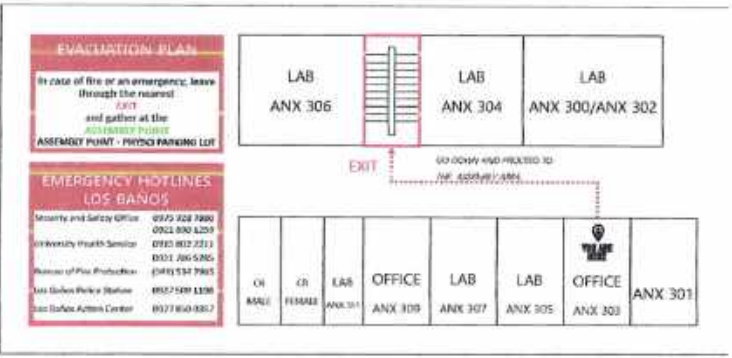 EVACUATION PLAN
In case of fire or an emergency, leave
through the nearest
EXIT
and gather at the
ASSEMBLY POINT
ASSEMBLY POINT - PHYSCI PARKING LOT
EMERGENCY HOTLINES
LOS BAÑOS
Security and Safety Office
University Health Service
Bureau of Fire Protection
Los Baños Police Station
Los Baños Action Center
LAB
ANX 306
LAB
ANX 304
LAB
ANX 300/ANX 302
EXIT
GO DOWN AND PROCEED TO
THE ASSEMBLY AREA
CR
MALE
CR
FEMALE
LAB
OFFICE
ANX 309
LAB
ANX 307
LAB
ANX 305
YOU ARE
HERE
OFFICE
ANX 303
ANX 301